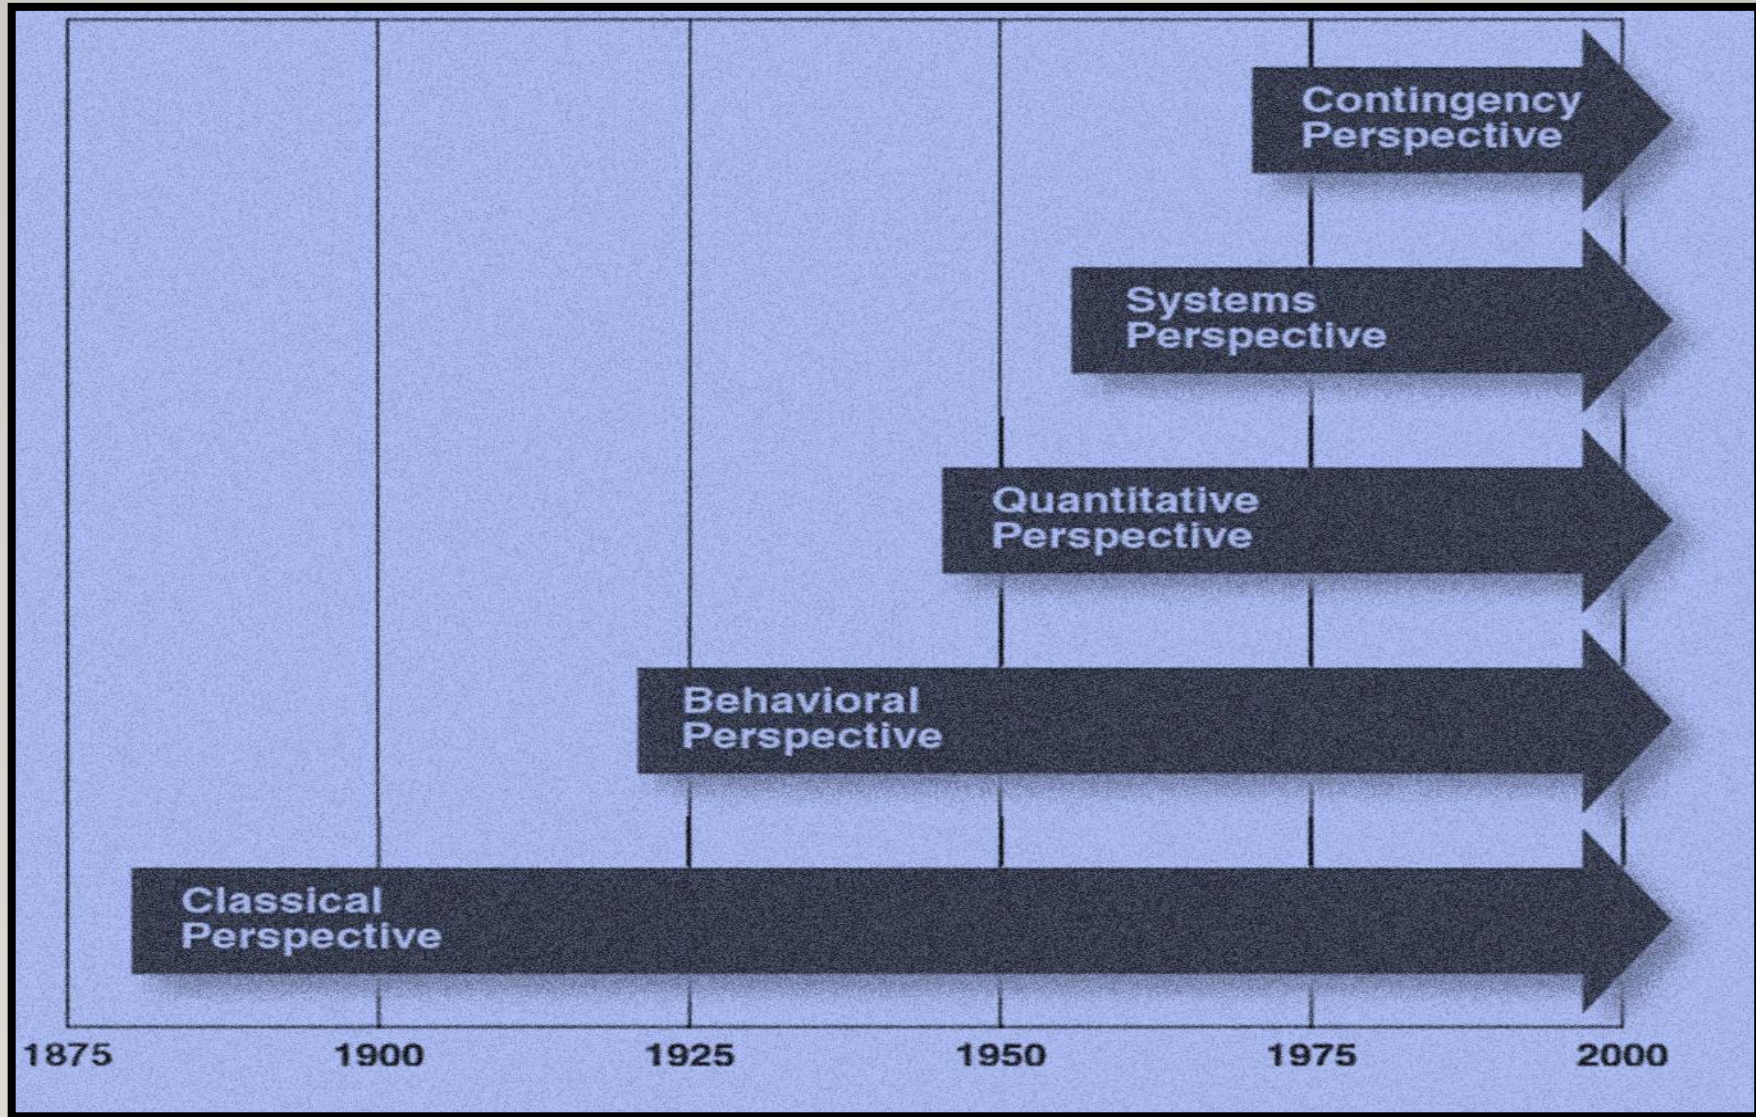 Contingency
Perspective
Systems
Perspective
Quantitative
Perspective
Behavioral
Perspective
Classical
Perspective
1875 1900 1925 1950 1975 2000